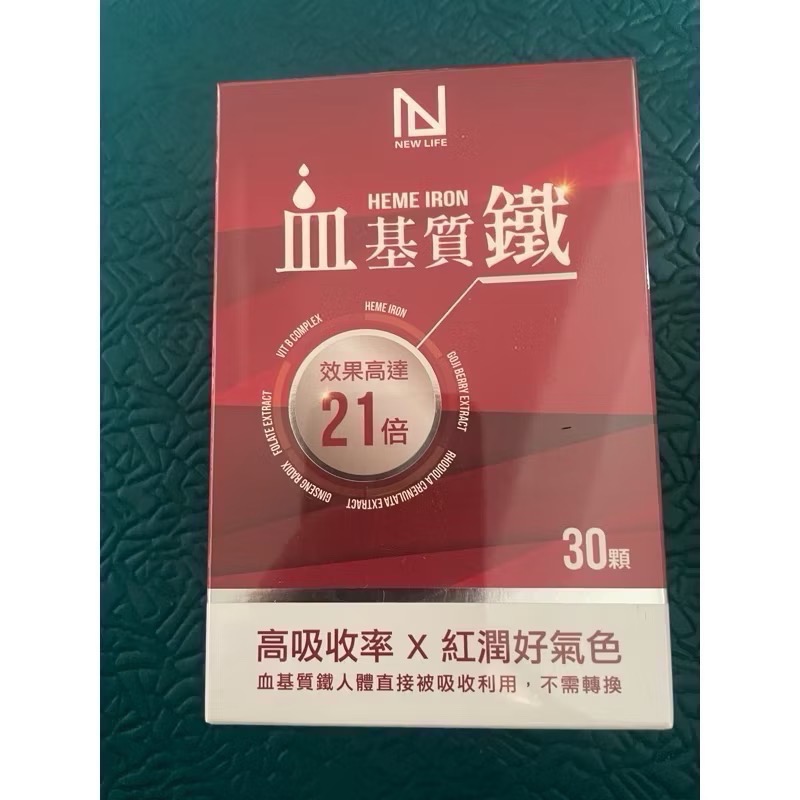 NEW LIFE
HEME IRON
血基質鐵
HEME IRON
VIT B COMPLEX
GOJI BERRY EXTRACT
FOLATE EXTRACT
GINSENG RADIX
RHODIOLA CRENULATA EXTRACT
效果高達
21倍
30顆
高吸收率 X 紅潤好氣色
血基質鐵人體直接被吸收利用，不需轉換